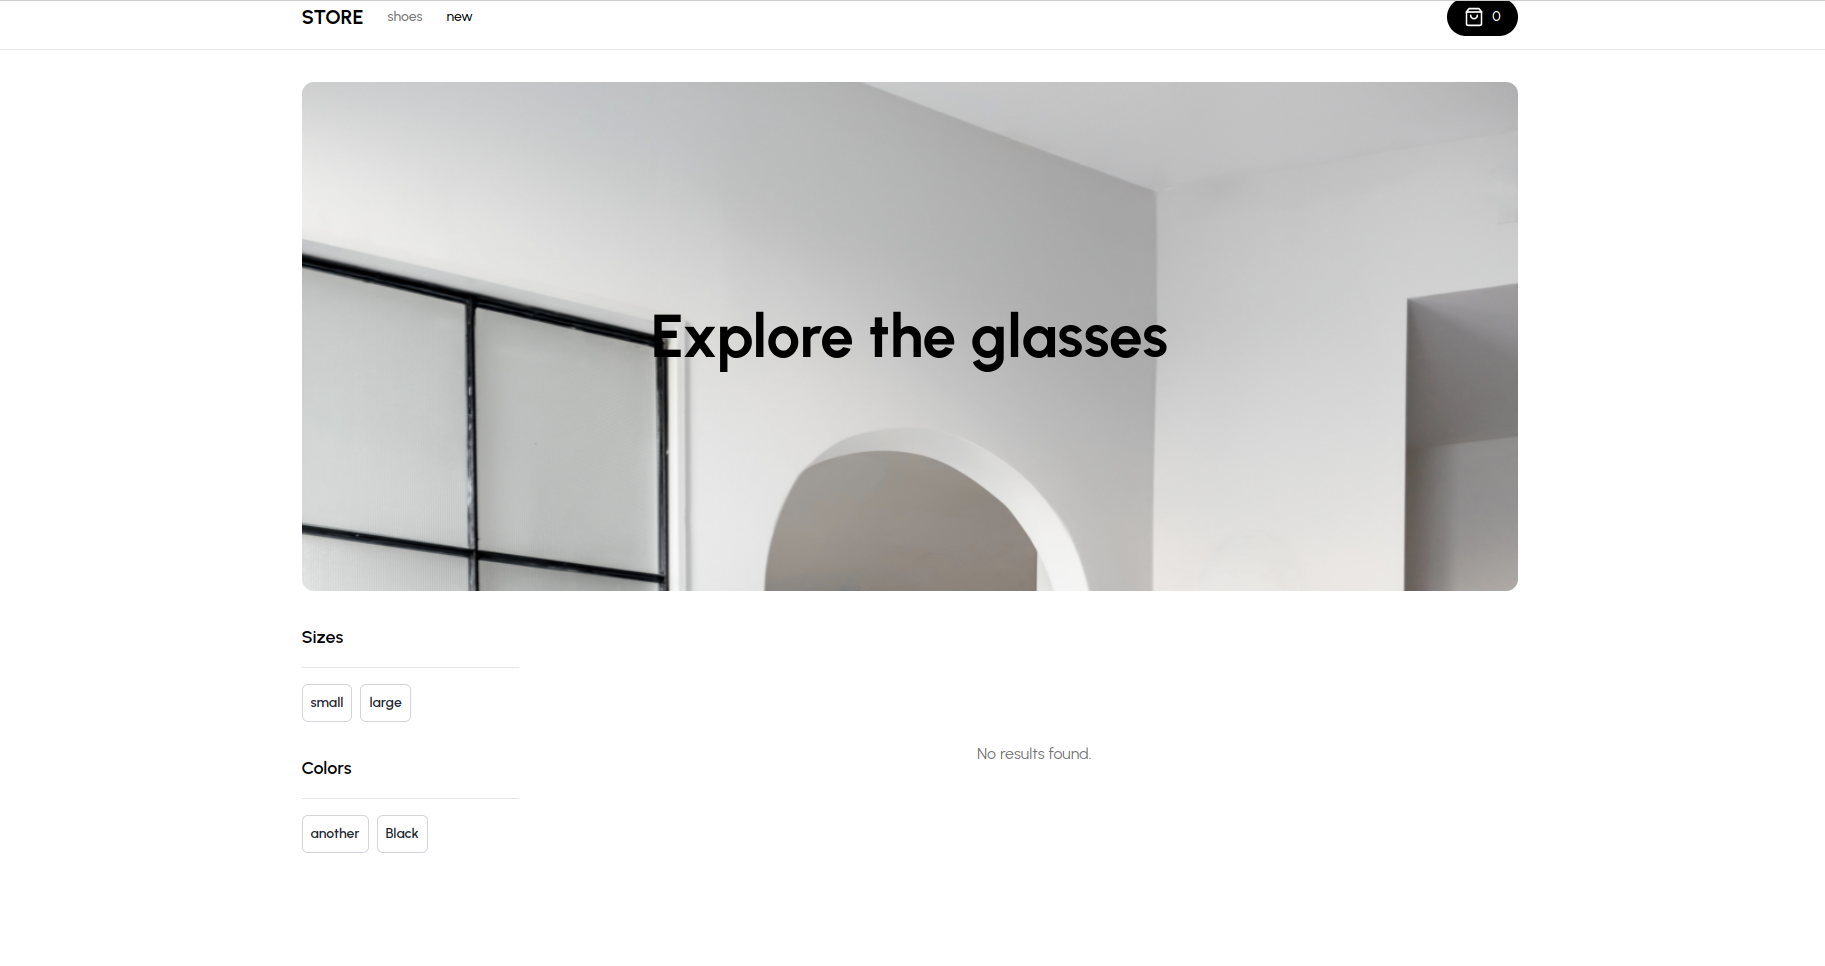 STORE shoes new 0
Explore the glasses
Sizes
small large
No results found.
Colors
another Black